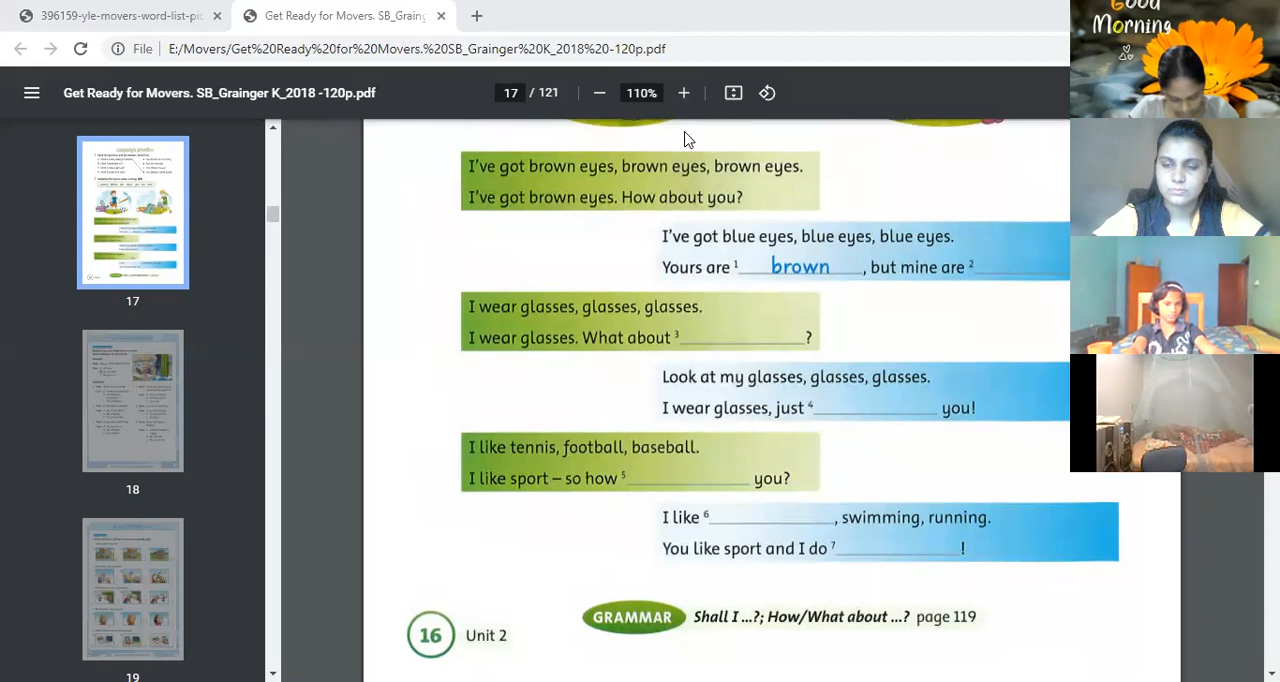 396159-yle-movers-word-list-pic
Get Ready for Movers. SB_Graing
File
E:/Movers/Get%20Ready%20for%20Movers.%20SB_Grainger%20K_2018%20-120p.pdf
Get Ready for Movers. SB_Grainger K_2018 -120p.pdf
17 / 121
110%
Good
Morning
I've got brown eyes, brown eyes, brown eyes.
I've got brown eyes. How about you?
I've got blue eyes, blue eyes, blue eyes.
Yours are 1 brown, but mine are 2
I wear glasses, glasses, glasses.
I wear glasses. What about 3 ?
Look at my glasses, glasses, glasses.
I wear glasses, just 4 you!
I like tennis, football, baseball.
I like sport – so how 5 you?
I like 6 , swimming, running.
You like sport and I do 7 !
GRAMMAR Shall I ...?; How/What about ...? page 119
16 Unit 2
17
18
19